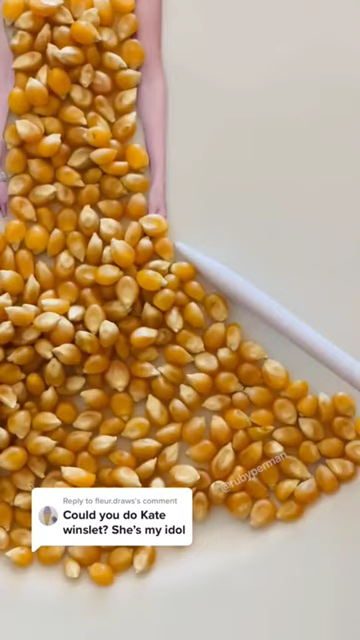 @rubyperman
Reply to fleur.draws's comment
Could you do Kate
winslet? She's my idol